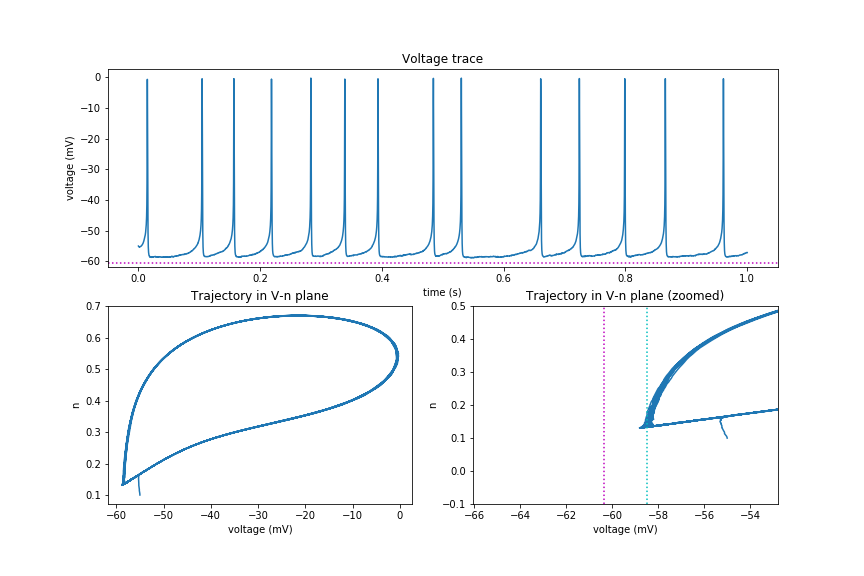 Voltage trace
0
−10
−20
−30
−40
−50
−60
voltage (mV)
0.0 0.2 0.4 0.6 0.8 1.0
time (s)
Trajectory in V-n plane
0.7
0.6
0.5
0.4
0.3
0.2
0.1
n
−60 −50 −40 −30 −20 −10 0
voltage (mV)
Trajectory in V-n plane (zoomed)
0.5
0.4
0.3
0.2
0.1
0.0
−0.1
n
−66 −64 −62 −60 −58 −56 −54
voltage (mV)